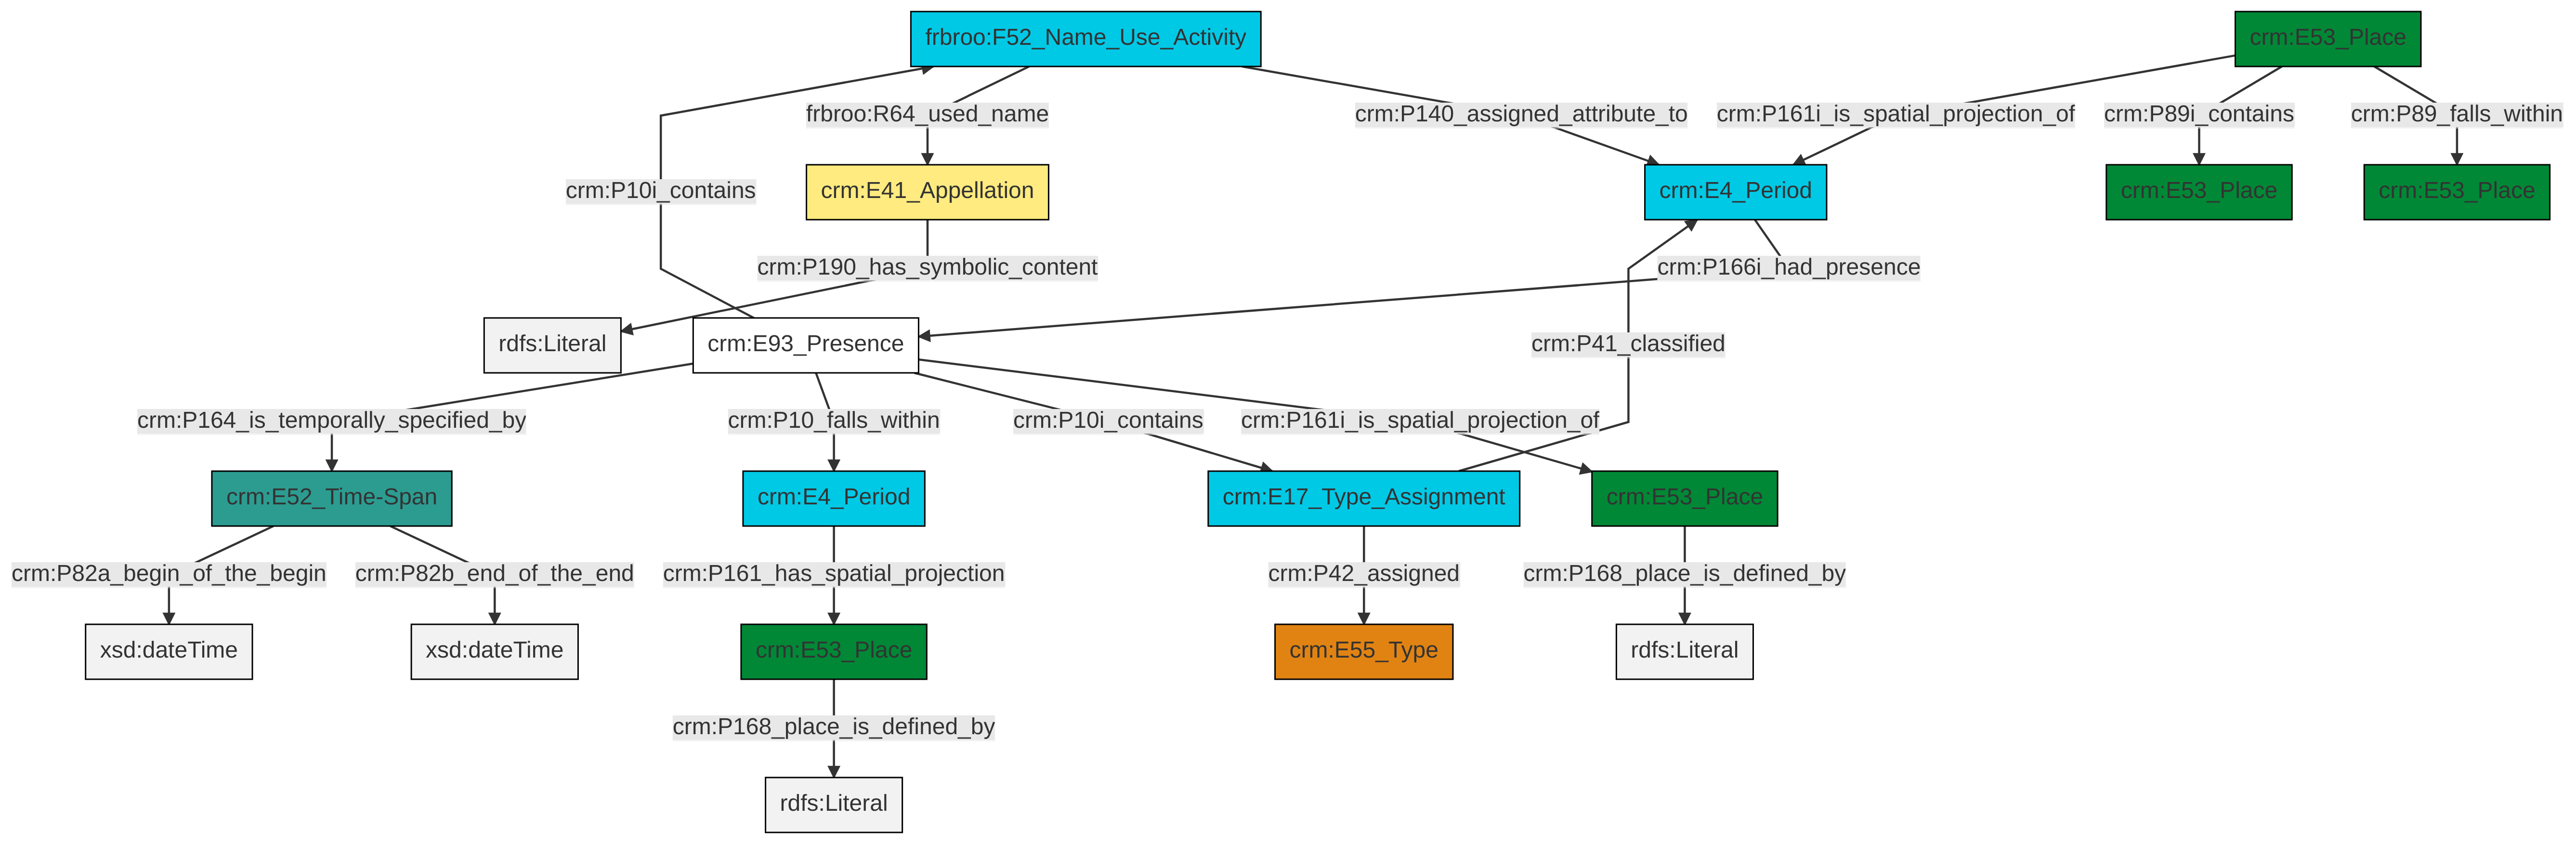 frbroo:F52_Name_Use_Activity
crm:E53_Place
frbroo:R64_used_name
crm:P140_assigned_attribute_to
crm:P161i_is_spatial_projection_of
crm:P89i_contains
crm:P89_falls_within
crm:P10i_contains
crm:E41_Appellation
crm:E4_Period
crm:E53_Place
crm:E53_Place
crm:P190_has_symbolic_content
crm:P166i_had_presence
rdfs:Literal
crm:E93_Presence
crm:P41_classified
crm:P164_is_temporally_specified_by
crm:P10_falls_within
crm:P10i_contains
crm:P161i_is_spatial_projection_of
crm:E52_Time-Span
crm:E4_Period
crm:E17_Type_Assignment
crm:E53_Place
crm:P82a_begin_of_the_begin
crm:P82b_end_of_the_end
crm:P161_has_spatial_projection
crm:P42_assigned
crm:P168_place_is_defined_by
xsd:dateTime
xsd:dateTime
crm:E53_Place
crm:E55_Type
rdfs:Literal
crm:P168_place_is_defined_by
rdfs:Literal